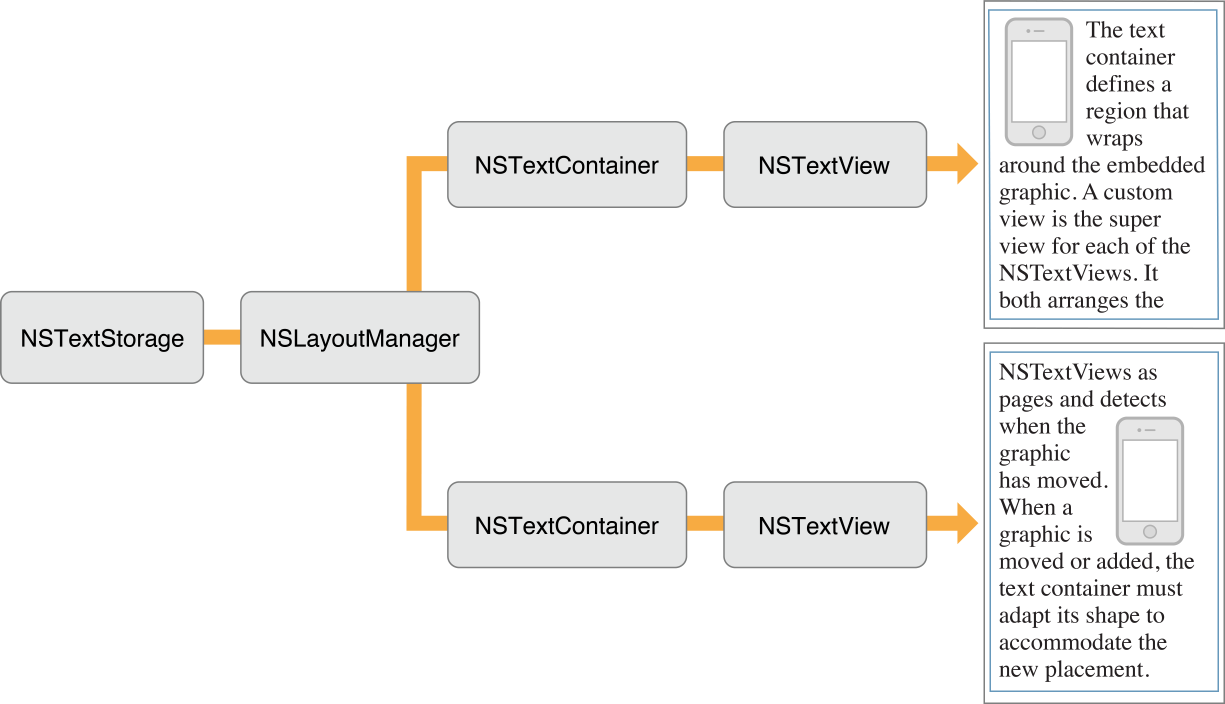 NSTextStorage
NSLayoutManager
NSTextContainer
NSTextView
The text
container
defines a
region that
wraps
around the embedded
graphic. A custom
view is the super
view for each of the
NSTextViews. It
both arranges the
NSTextContainer
NSTextView
NSTextViews as
pages and detects
when the
graphic
has moved.
When a
graphic is
moved or added, the
text container must
adapt its shape to
accommodate the
new placement.